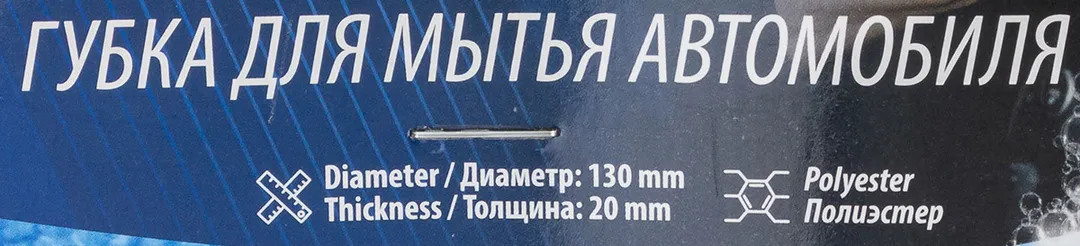 ГУБКА ДЛЯ МЫТЬЯ АВТОМОБИЛЯ
Diameter / Диаметр: 130 mm
Thickness / Толщина: 20 mm
Polyester
Полиэстер